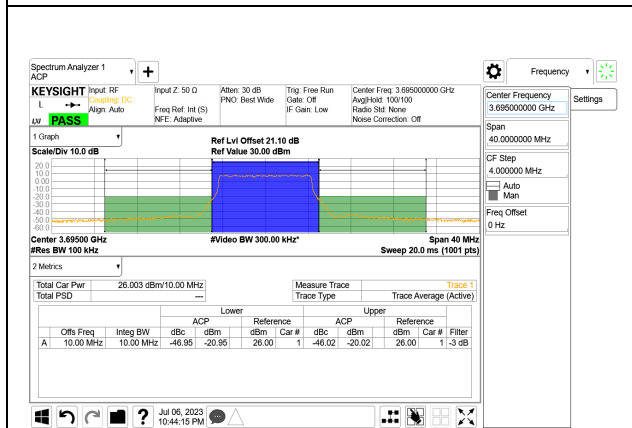 Spectrum Analyzer 1
ACP
Frequency
KEYSIGHT
Input: RF
Coupling: DC
Align: Auto
Input Z: 50 Ω
Freq Ref: Int (S)
NFE: Adaptive
Atten: 30 dB
PNO: Best Wide
Trig: Free Run
Gate: Off
IF Gain: Low
Center Freq: 3.695000000 GHz
Avg|Hold: 100/100
Radio Std: None
Noise Correction: Off
L
LXI PASS
Center Frequency
3.695000000 GHz
Settings
Span
40.0000000 MHz
CF Step
4.000000 MHz
Auto
Man
Freq Offset
0 Hz
1 Graph
Scale/Div 10.0 dB
Ref Lvl Offset 21.10 dB
Ref Value 30.00 dBm
20.0
10.0
0.00
-10.0
-20.0
-30.0
-40.0
-50.0
-60.0
Center 3.69500 GHz
#Res BW 100 kHz
#Video BW 300.00 kHz*
Span 40 MHz
Sweep 20.0 ms (1001 pts)
2 Metrics
Total Car Pwr 26.003 dBm/10.00 MHz
Total PSD ---
Measure Trace Trace 1
Trace Type Trace Average (Active)
Lower Upper
ACP Reference ACP Reference
Offs Freq Integ BW dBc dBm dBm Car # dBc dBm dBm Car # Filter
A 10.00 MHz 10.00 MHz -46.95 -20.95 26.00 1 -46.02 -20.02 26.00 1 -3 dB
?
Jul 06, 2023
10:44:15 PM